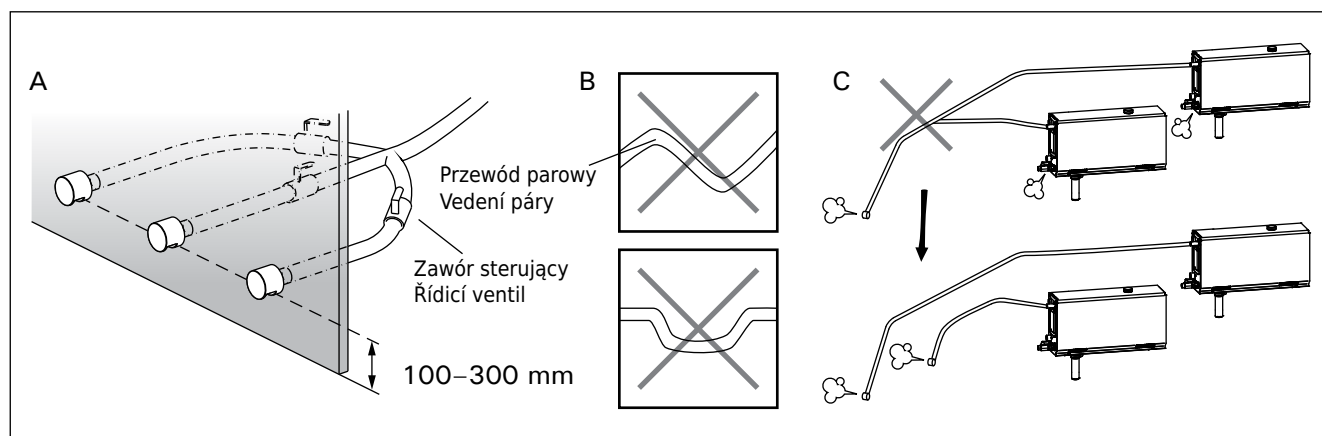 A
B
C
Przewód parowy
Vedení páry
Zawór sterujący
Řídicí ventil
100–300 mm